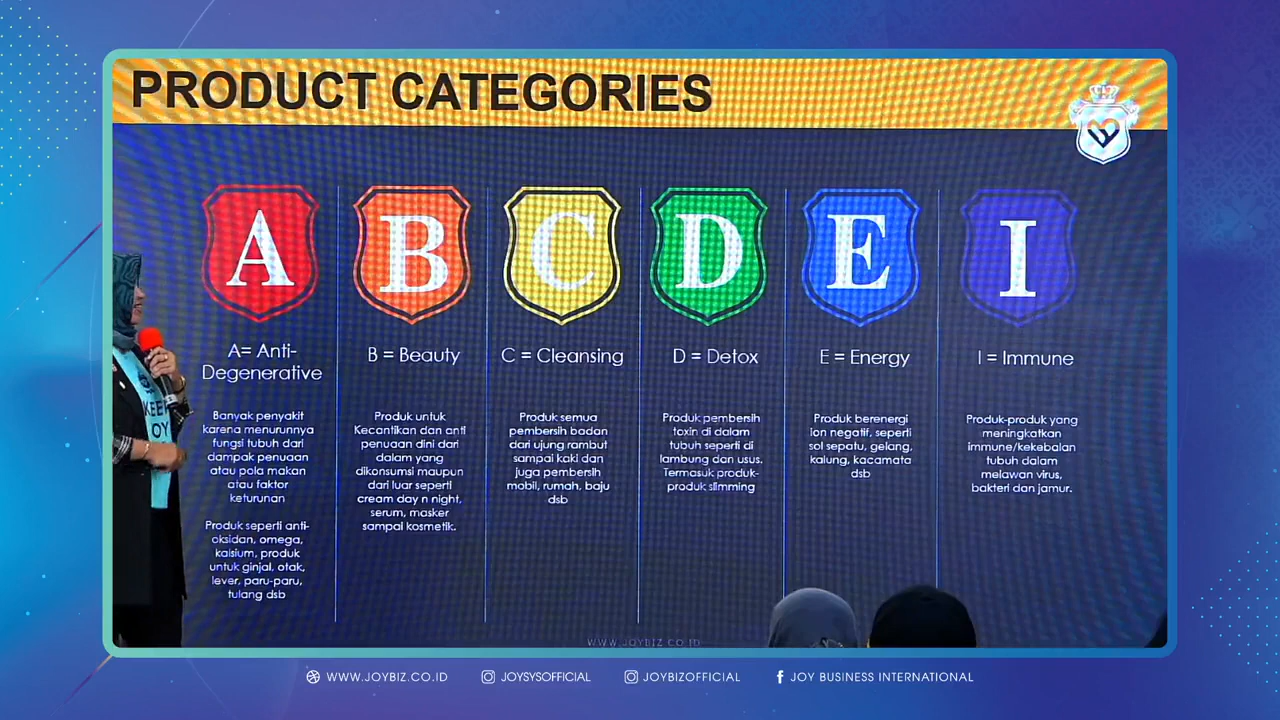 PRODUCT CATEGORIES
A
B
C
D
E
I
A= Anti-
Degenerative
Banyak penyakit
karena menurunnya
fungsi tubuh dari
dampak penuaan
atau pola makan
atau faktor
keturunan
Produk seperti anti-
oksidan, omega,
kalsium, produk
untuk ginjal, otak,
lever, paru-paru,
tulang dsb
B = Beauty
Produk untuk
Kecantikan dan anti
penuaan dini dari
dalam yang
dikonsumsi maupun
dari luar seperti
cream day n night,
serum, masker
sampai kosmetik.
C = Cleansing
Produk semua
pembersih badan
dari ujung rambut
sampai kaki dan
juga pembersih
mobil, rumah, baju
dsb
D = Detox
Produk pembersih
toxin di dalam
tubuh seperti di
lambung dan usus.
Termasuk produk-
produk slimming
E = Energy
Produk berenergi
ion negatif, seperti
sol sepatu, gelang,
kalung, kacamata
dsb
I = Immune
Produk-produk yang
meningkatkan
immune/kekebalan
tubuh dalam
melawan virus,
bakteri dan jamur.
KEEP
JOY
WWW.JOYBIZ.CO.ID
WWW.JOYBIZ.CO.ID
JOYSYSOFFICIAL
JOYBIZOFFICIAL
JOY BUSINESS INTERNATIONAL